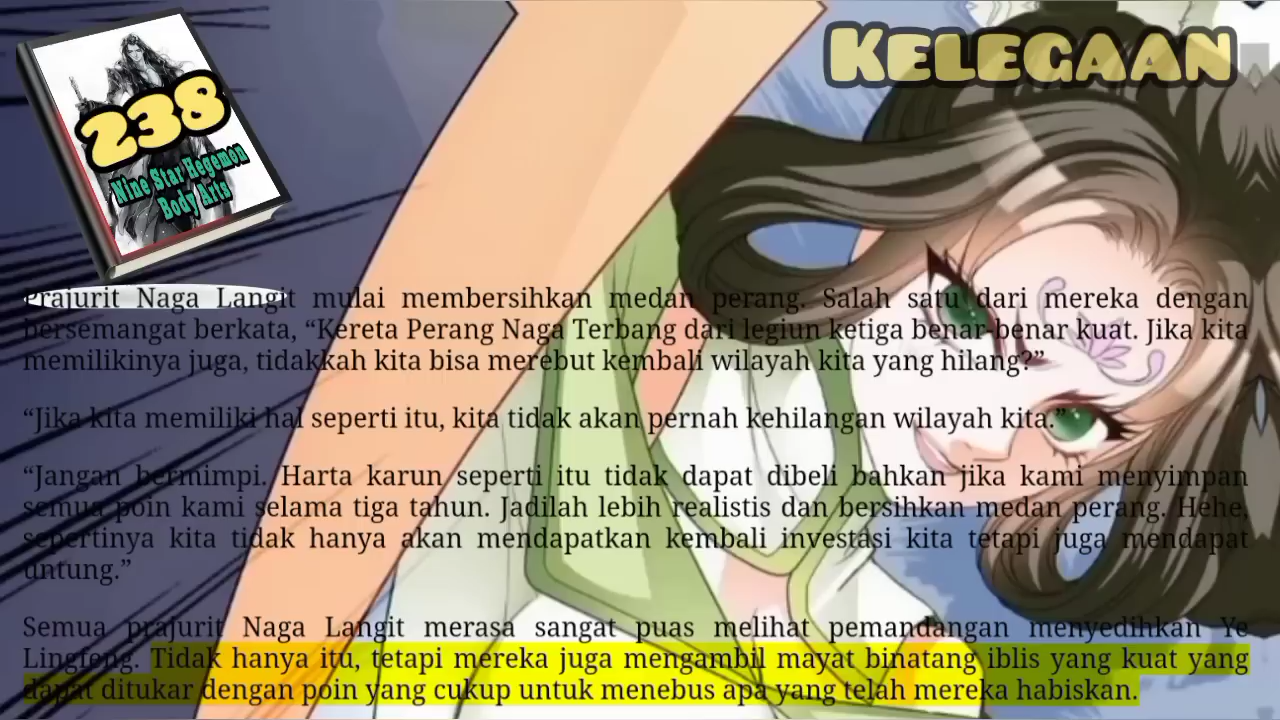 KELEGAAN
238
Nine Star Hegemon
Body Arts
Prajurit Naga Langit mulai membersihkan medan perang. Salah satu dari mereka dengan
bersemangat berkata, “Kereta Perang Naga Terbang dari legiun ketiga benar-benar kuat. Jika kita
memilikinya juga, tidakkah kita bisa merebut kembali wilayah kita yang hilang?”
“Jika kita memiliki hal seperti itu, kita tidak akan pernah kehilangan wilayah kita.”
“Jangan bermimpi. Harta karun seperti itu tidak dapat dibeli bahkan jika kami menyimpan
semua poin kami selama tiga tahun. Jadilah lebih realistis dan bersihkan medan perang. Hehe,
sepertinya kita tidak hanya akan mendapatkan kembali investasi kita tetapi juga mendapat
untung.”
Semua prajurit Naga Langit merasa sangat puas melihat pemandangan menyedihkan Ye
Lingfeng. Tidak hanya itu, tetapi mereka juga mengambil mayat binatang iblis yang kuat yang
dapat ditukar dengan poin yang cukup untuk menebus apa yang telah mereka habiskan.